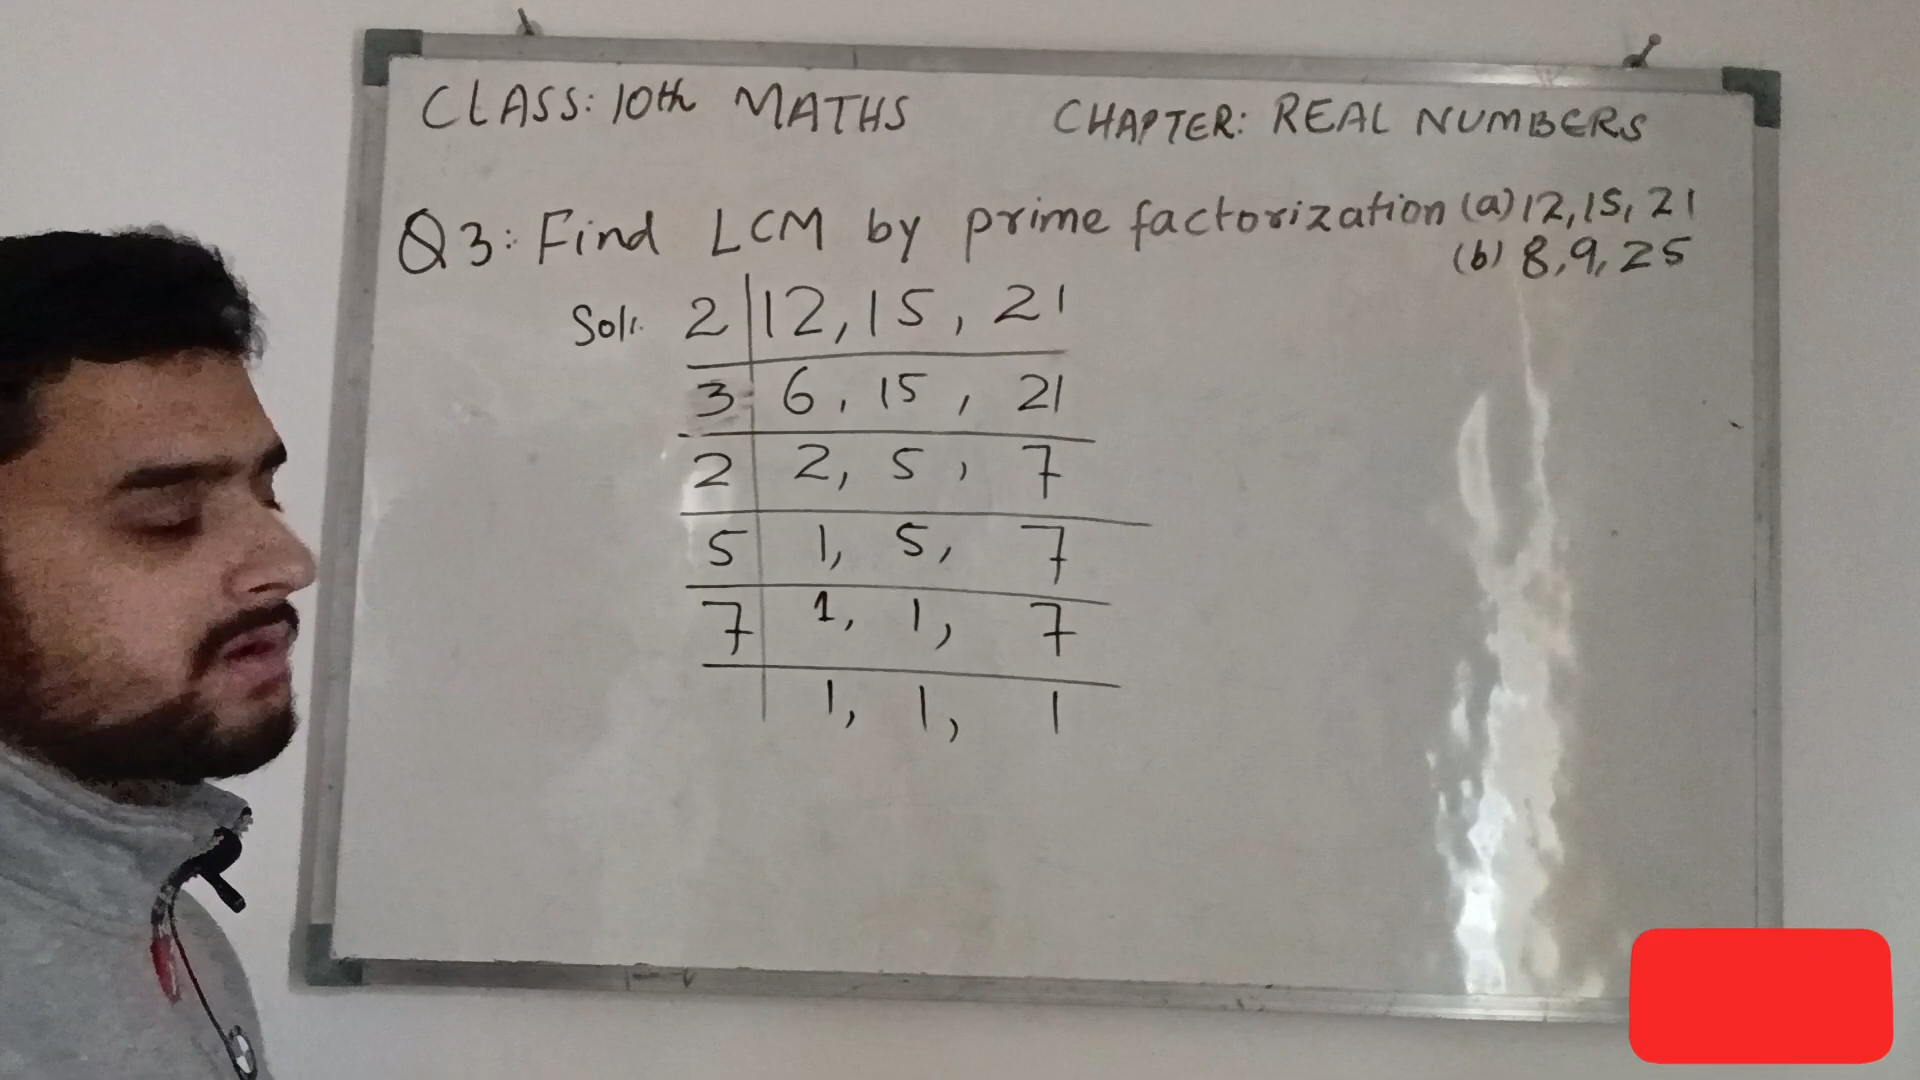 CLASS: 10th MATHS CHAPTER: REAL NUMBERS
Q3: Find LCM by prime factorization (a) 12, 15, 21
(b) 8, 9, 25
Sol: 2 | 12, 15, 21
3 6, 15, 21
2 2, 5, 7
5 1, 5, 7
7 1, 1, 7
1, 1, 1